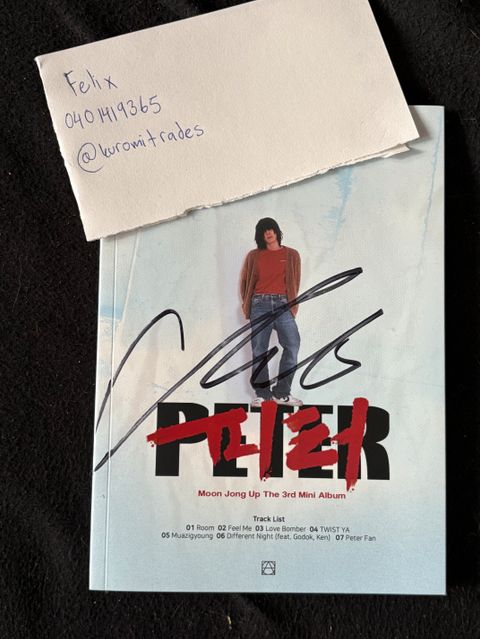 Felix
0401419365
@kuromitrades
PETER
피터
Moon Jong Up The 3rd Mini Album
Track List
01 Room 02 Feel Me 03 Love Bomber 04 TWIST YA
05 Muazigyoung 06 Different Night (feat. Godok, Ken) 07 Peter Fan